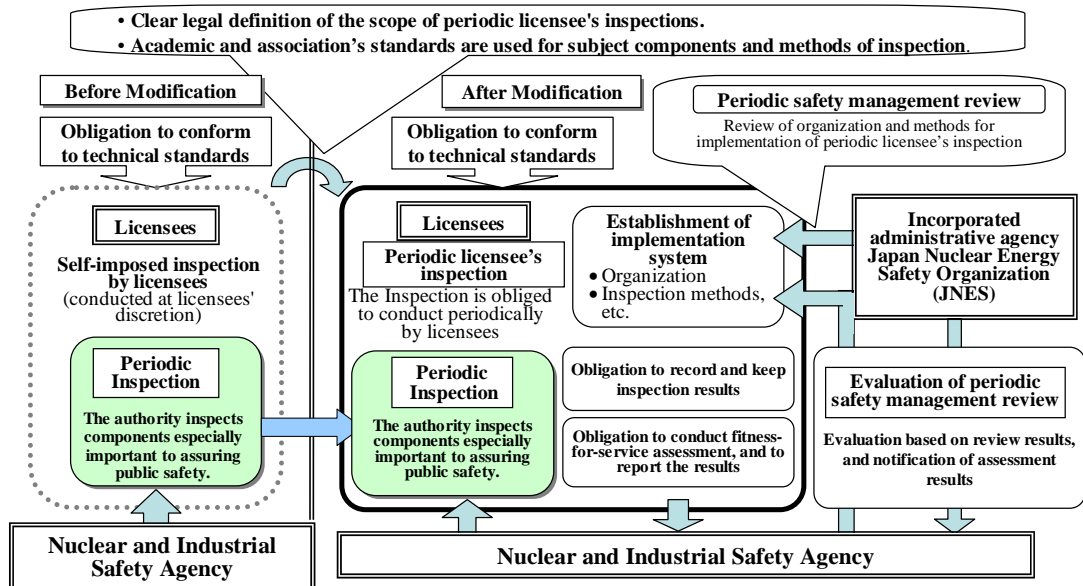 • Clear legal definition of the scope of periodic licensee's inspections.
• Academic and association's standards are used for subject components and methods of inspection.
Before Modification
Obligation to conform
to technical standards
Licensees
Self-imposed inspection
by licensees
(conducted at licensees'
discretion)
Periodic
Inspection
The authority inspects
components especially
important to assuring
public safety.
Nuclear and Industrial
Safety Agency
After Modification
Obligation to conform
to technical standards
Licensees
Periodic licensee's
inspection
The Inspection is obliged
to conduct periodically
by licensees
Periodic
Inspection
The authority inspects
components especially
important to assuring
public safety.
Establishment of
implementation
system
• Organization
• Inspection methods,
etc.
Obligation to record and keep
inspection results
Obligation to conduct fitness-
for-service assessment, and to
report the results
Periodic safety management review
Review of organization and methods for
implementation of periodic licensee's inspection
Incorporated
administrative agency
Japan Nuclear Energy
Safety Organization
(JNES)
Evaluation of periodic
safety management review
Evaluation based on review results,
and notification of assessment
results
Nuclear and Industrial Safety Agency